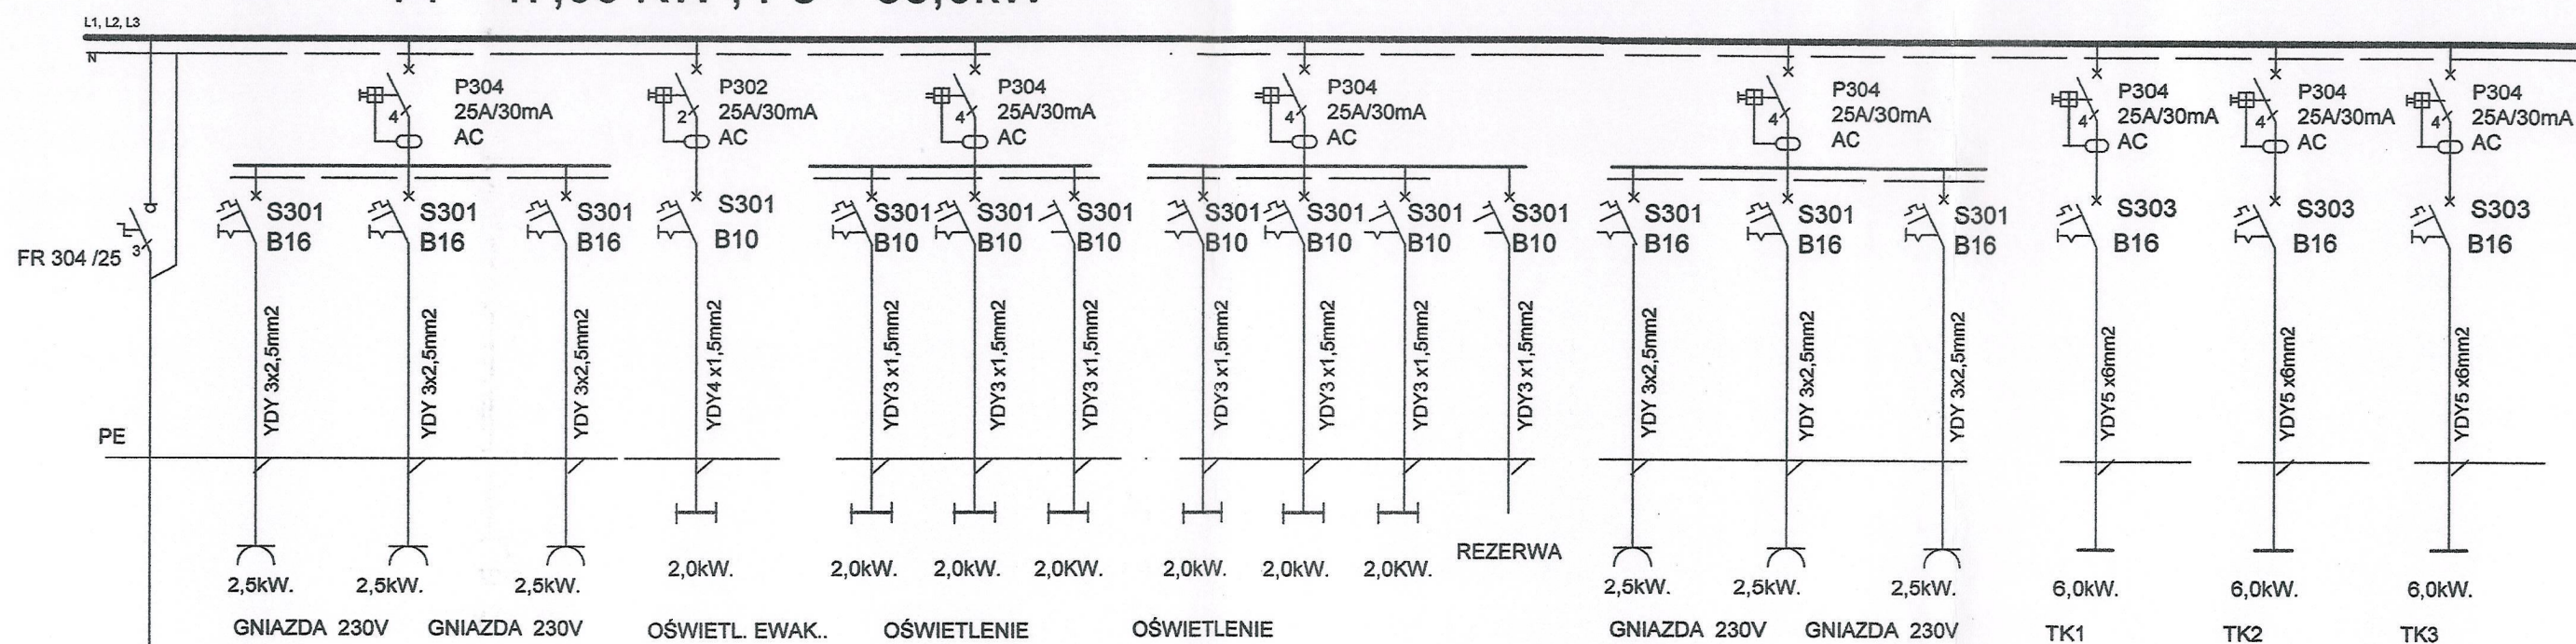 L1, L2, L3
N
P304 P302 P304 P304 P304 P304 P304 P304
25A/30mA 25A/30mA 25A/30mA 25A/30mA 25A/30mA 25A/30mA 25A/30mA 25A/30mA
4 2 4 4 4 4 4 4
AC AC AC AC AC AC AC AC
S301 S301 S301 S301 S301 S301 S301 S301 S301 S301 S301 S301 S301 S301 S303 S303 S303
B16 B16 B16 B10 B10 B10 B10 B10 B10 B10 B10 B16 B16 B16 B16 B16 B16
3
FR 304 /25
YDY 3x2,5mm2
YDY 3x2,5mm2
YDY 3x2,5mm2
YDY4 x1,5mm2
YDY3 x1,5mm2
YDY3 x1,5mm2
YDY3 x1,5mm2
YDY3 x1,5mm2
YDY3 x1,5mm2
YDY3 x1,5mm2
YDY3 x1,5mm2
YDY 3x2,5mm2
YDY 3x2,5mm2
YDY 3x2,5mm2
YDY5 x6mm2
YDY5 x6mm2
YDY5 x6mm2
PE
REZERWA
2,5kW. 2,5kW. 2,5kW. 2,0kW. 2,0kW. 2,0kW. 2,0KW. 2,0kW. 2,0kW. 2,0KW. 2,5kW. 2,5kW. 2,5kW. 6,0kW. 6,0kW. 6,0kW.
GNIAZDA 230V GNIAZDA 230V OŚWIETL. EWAK.. OŚWIETLENIE OŚWIETLENIE GNIAZDA 230V GNIAZDA 230V TK1 TK2 TK3